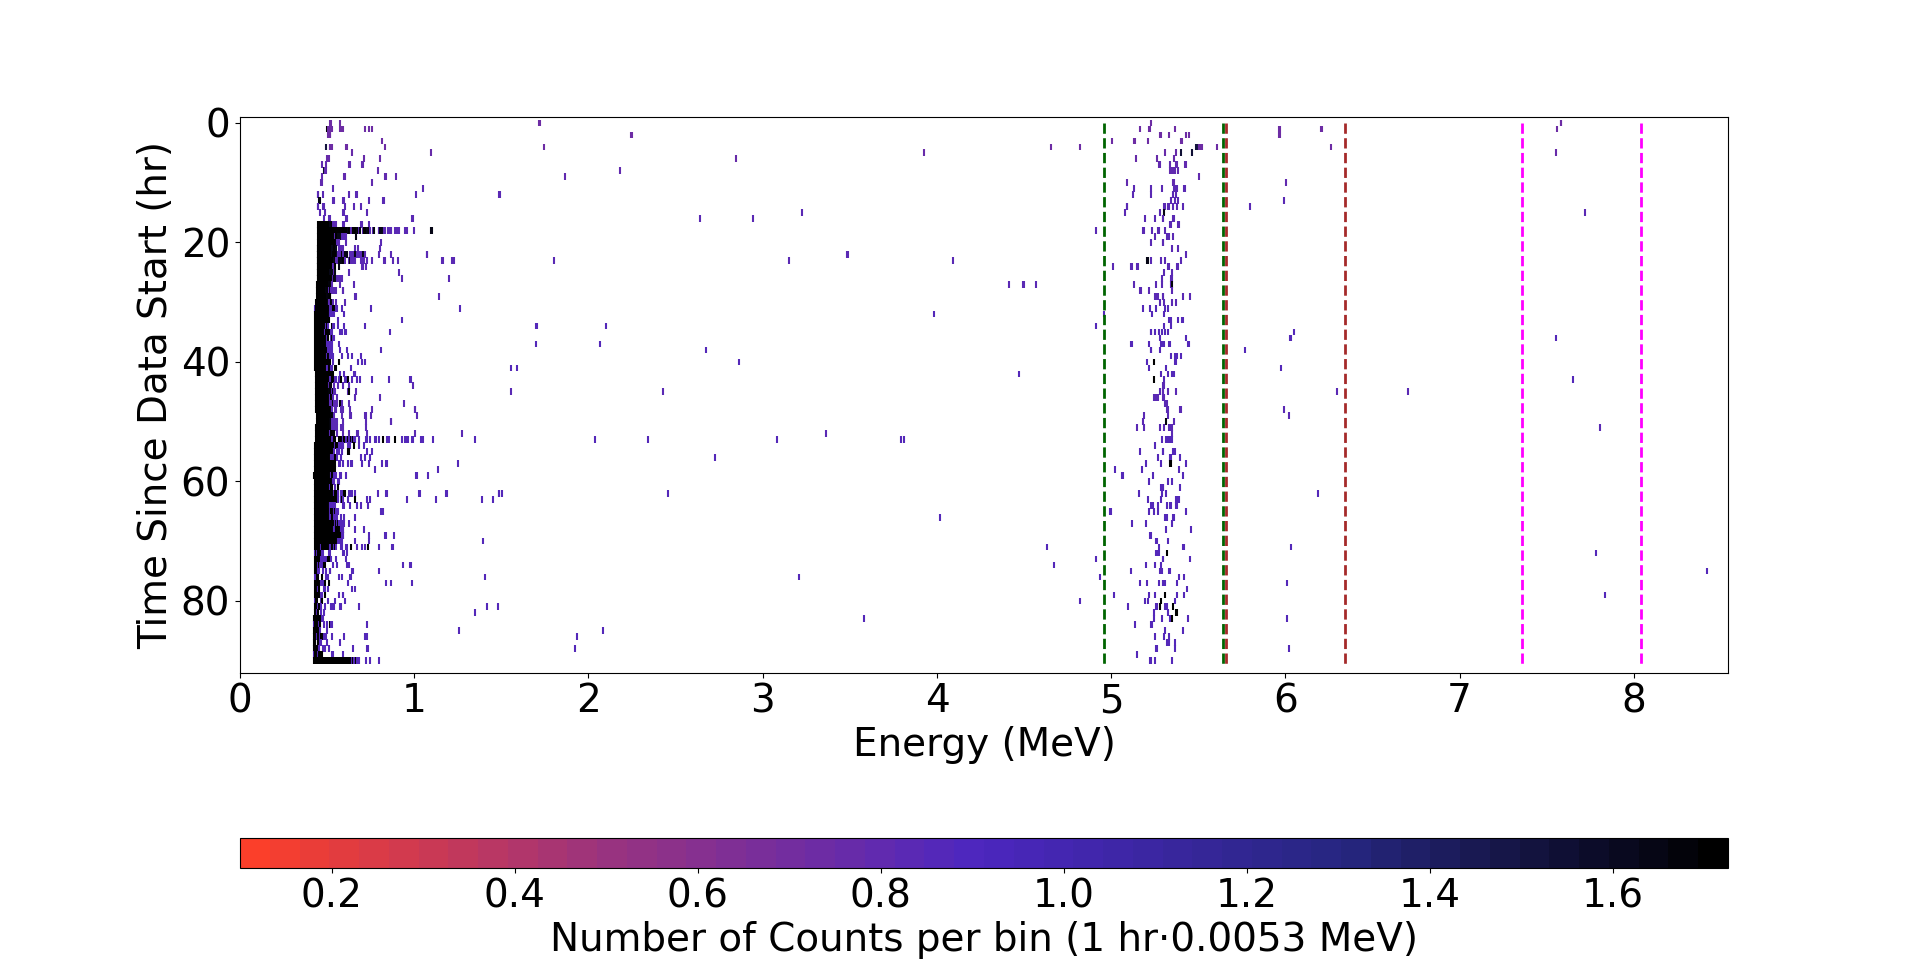 0
20
40
60
80
Time Since Data Start (hr)
0 1 2 3 4 5 6 7 8
Energy (MeV)
0.2 0.4 0.6 0.8 1.0 1.2 1.4 1.6
Number of Counts per bin (1 hr·0.0053 MeV)